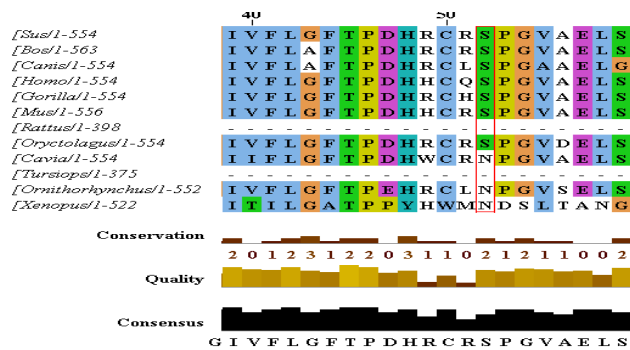 40 50
[Sus/1-554 I V F L G F T P D H R C R S P G V A E L S
[Bos/1-563 I V F L A F T P D H R C R S P G V A E L S
[Canis/1-554 I V F L A F T P D H R C L S P G A A E L G
[Homo/1-554 I V F L G F T P D H H C Q S P G V A E L S
[Gorilla/1-554 I V F L G F T P D H R C H S P G V A E L S
[Mus/1-556 I V F L G F T P D H H C R S P G V A E L S
[Rattus/1-398 - - - - - - - - - - - - - - - - - - - - -
[Oryctolagus/1-554 I V F L G F T P D H R C R S P G V D E L S
[Cavia/1-554 I I F L G F T P D H W C R N P G V A E L S
[Tursiops/1-375 - - - - - - - - - - - - - - - - - - - - -
[Ornithorhynchus/1-552 I V F L G F T P E H R C L N P G V S E L S
[Xenopus/1-522 I T I L G A T P P Y H W M N D S L T A N G
Conservation
2 0 1 2 3 1 2 2 0 3 1 1 0 2 1 2 1 1 0 0 2
Quality
Consensus
G I V F L G F T P D H R C R S P G V A E L S